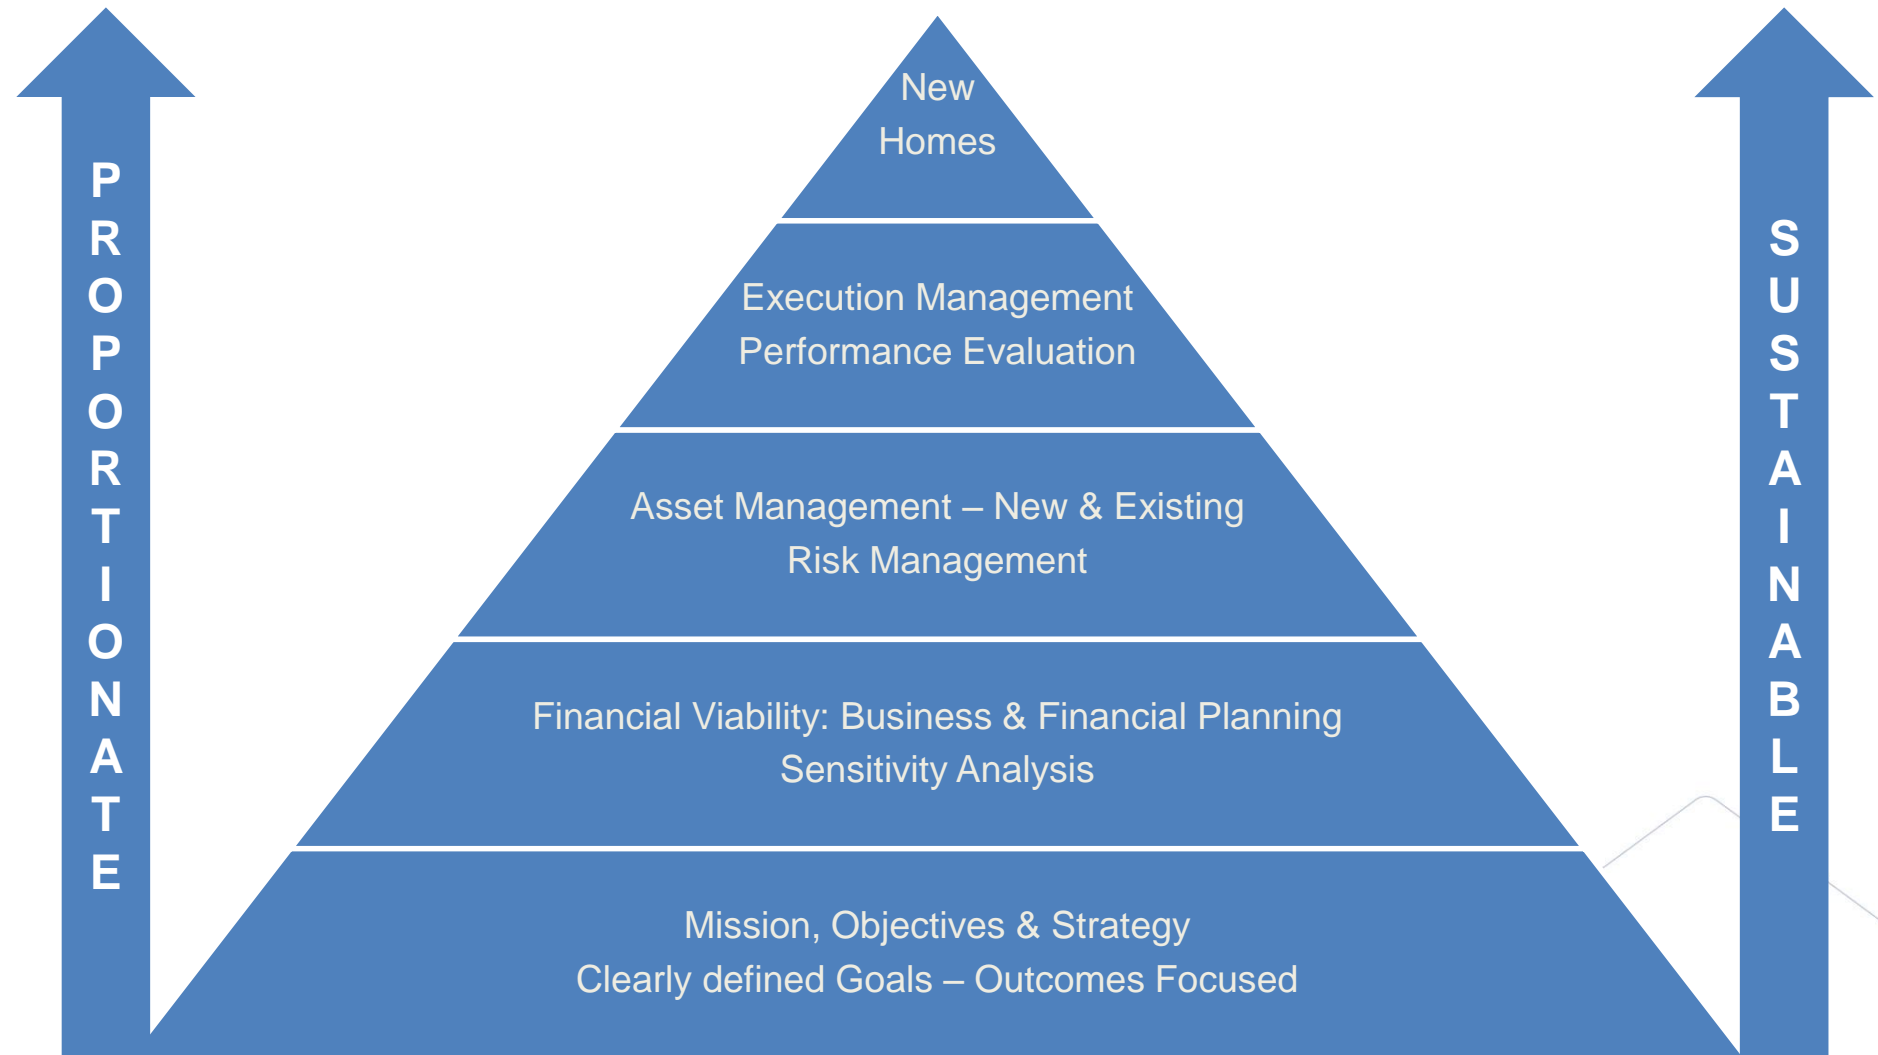 PROPORTIONATE
New
Homes
Execution Management
Performance Evaluation
Asset Management – New & Existing
Risk Management
Financial Viability: Business & Financial Planning
Sensitivity Analysis
Mission, Objectives & Strategy
Clearly defined Goals – Outcomes Focused
SUSTAINABLE